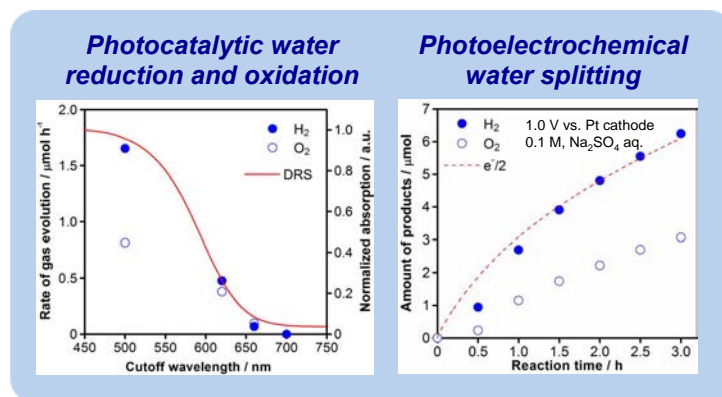 Photocatalytic water
reduction and oxidation
Photoelectrochemical
water splitting
2.0
1.5
1.0
0.5
0
Rate of gas evolution / μmol h⁻¹
H₂
O₂
DRS
1.0
0.8
0.6
0.4
0.2
0
Normalized absorption / a.u.
450 500 550 600 650 700 750
Cutoff wavelength / nm
7
6
5
4
3
2
1
0
Amount of products / μmol
H₂ 1.0 V vs. Pt cathode
O₂ 0.1 M, Na₂SO₄ aq.
e⁻/2
0 0.5 1.0 1.5 2.0 2.5 3.0
Reaction time / h